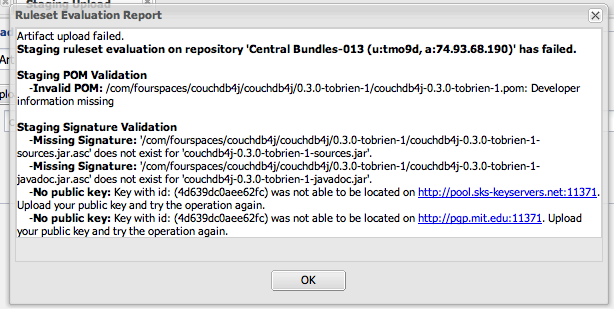 Staging Upload
Ruleset Evaluation Report
Artifact upload failed.
Staging ruleset evaluation on repository 'Central Bundles-013 (u:tmo9d, a:74.93.68.190)' has failed.
Staging POM Validation
-Invalid POM: /com/fourspaces/couchdb4j/couchdb4j/0.3.0-tobrien-1/couchdb4j-0.3.0-tobrien-1.pom: Developer
information missing
Staging Signature Validation
-Missing Signature: '/com/fourspaces/couchdb4j/couchdb4j/0.3.0-tobrien-1/couchdb4j-0.3.0-tobrien-1-
sources.jar.asc' does not exist for 'couchdb4j-0.3.0-tobrien-1-sources.jar'.
-Missing Signature: '/com/fourspaces/couchdb4j/couchdb4j/0.3.0-tobrien-1/couchdb4j-0.3.0-tobrien-1-
javadoc.jar.asc' does not exist for 'couchdb4j-0.3.0-tobrien-1-javadoc.jar'.
-No public key: Key with id: (4d639dc0aee62fc) was not able to be located on http://pool.sks-keyservers.net:11371.
Upload your public key and try the operation again.
-No public key: Key with id: (4d639dc0aee62fc) was not able to be located on http://pgp.mit.edu:11371. Upload
your public key and try the operation again.
OK